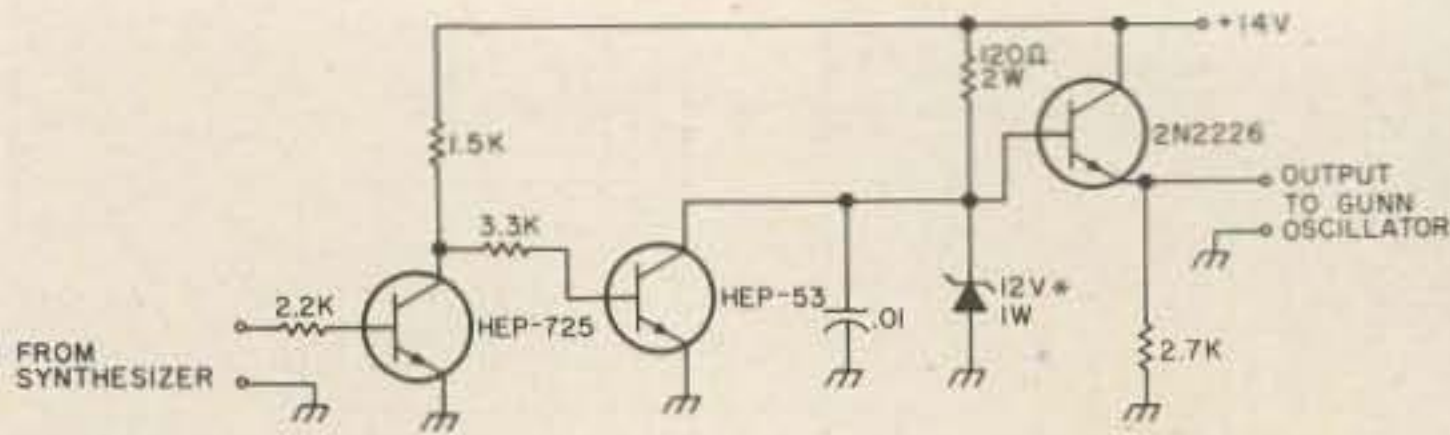 +14V
120Ω
2W
1.5K
2N2226
OUTPUT
TO GUNN
OSCILLATOR
3.3K
2.2K
HEP-725
HEP-53
.01
12V*
1W
2.7K
FROM
SYNTHESIZER